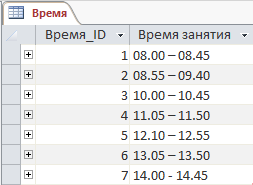 Время
Время_ID Время занятия
1 08.00 – 08.45
2 08.55 – 09.40
3 10.00 – 10.45
4 11.05 – 11.50
5 12.10 – 12.55
6 13.05 – 13.50
7 14.00 - 14.45